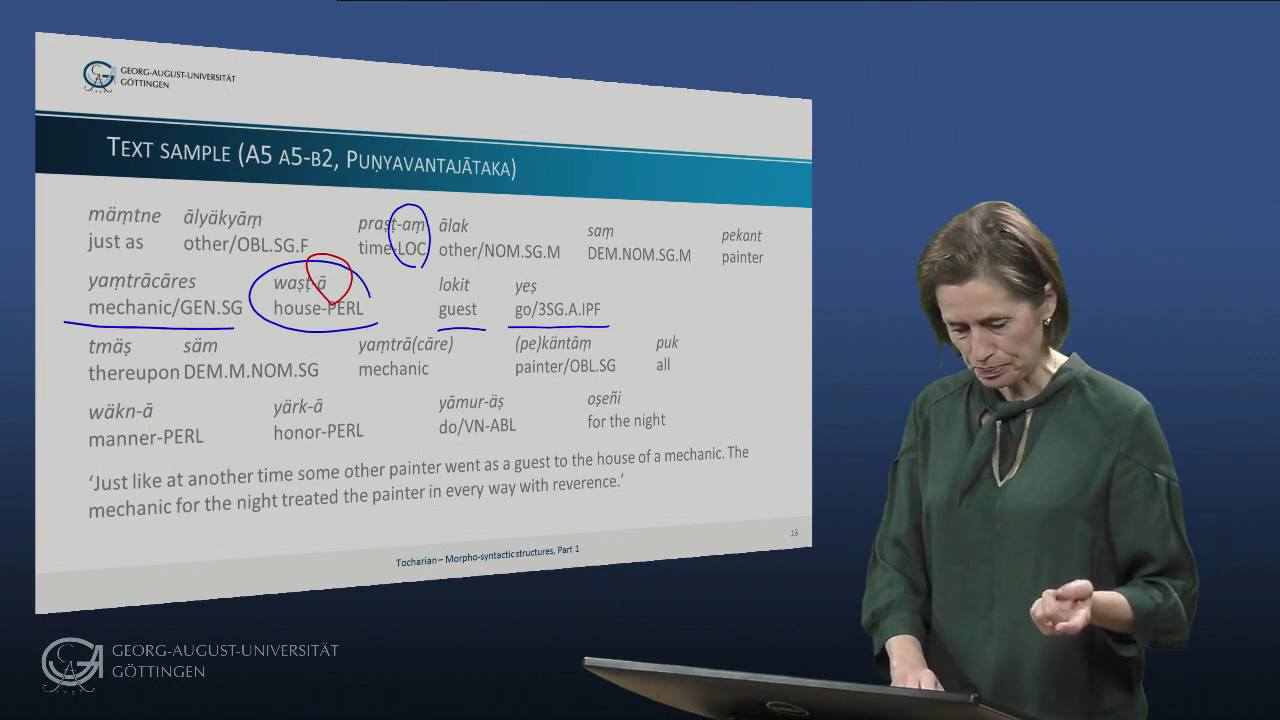 GEORG-AUGUST-UNIVERSITÄT
GÖTTINGEN
TEXT SAMPLE (A5 A5-B2, PUṆYAVANTAJĀTAKA)
mäṃtne ālyäkyāṃ praṣṭ-aṃ ālak saṃ pekant
just as other/OBL.SG.F time-LOC other/NOM.SG.M DEM.NOM.SG.M painter
yaṃtrācāres waṣṭ-ā lokit yeṣ
mechanic/GEN.SG house-PERL guest go/3SG.A.IPF
tmäṣ säm yaṃtrā(cāre) (pe)käntāṃ puk
thereupon DEM.M.NOM.SG mechanic painter/OBL.SG all
wäkn-ā yärk-ā yāmur-äṣ oṣeñi
manner-PERL honor-PERL do/VN-ABL for the night
‘Just like at another time some other painter went as a guest to the house of a mechanic. The
mechanic for the night treated the painter in every way with reverence.’
Tocharian – Morpho-syntactic structures, Part 1
16
GEORG-AUGUST-UNIVERSITÄT
GÖTTINGEN